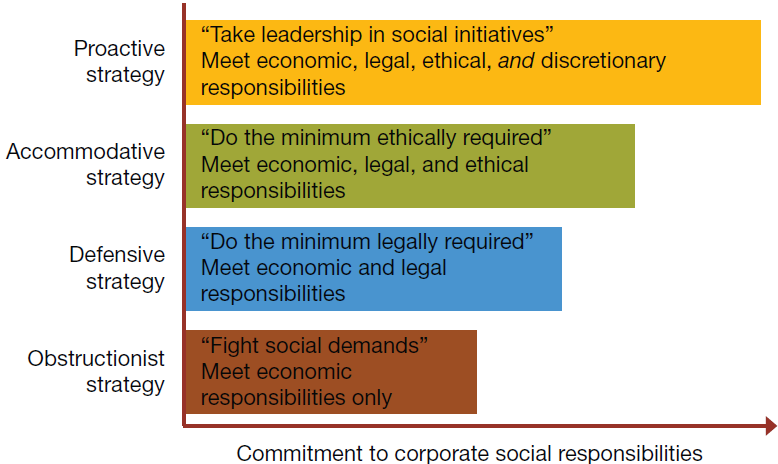 Proactive
strategy
“Take leadership in social initiatives”
Meet economic, legal, ethical, and discretionary
responsibilities
Accommodative
strategy
“Do the minimum ethically required”
Meet economic, legal, and ethical
responsibilities
Defensive
strategy
“Do the minimum legally required”
Meet economic and legal
responsibilities
Obstructionist
strategy
“Fight social demands”
Meet economic
responsibilities only
Commitment to corporate social responsibilities